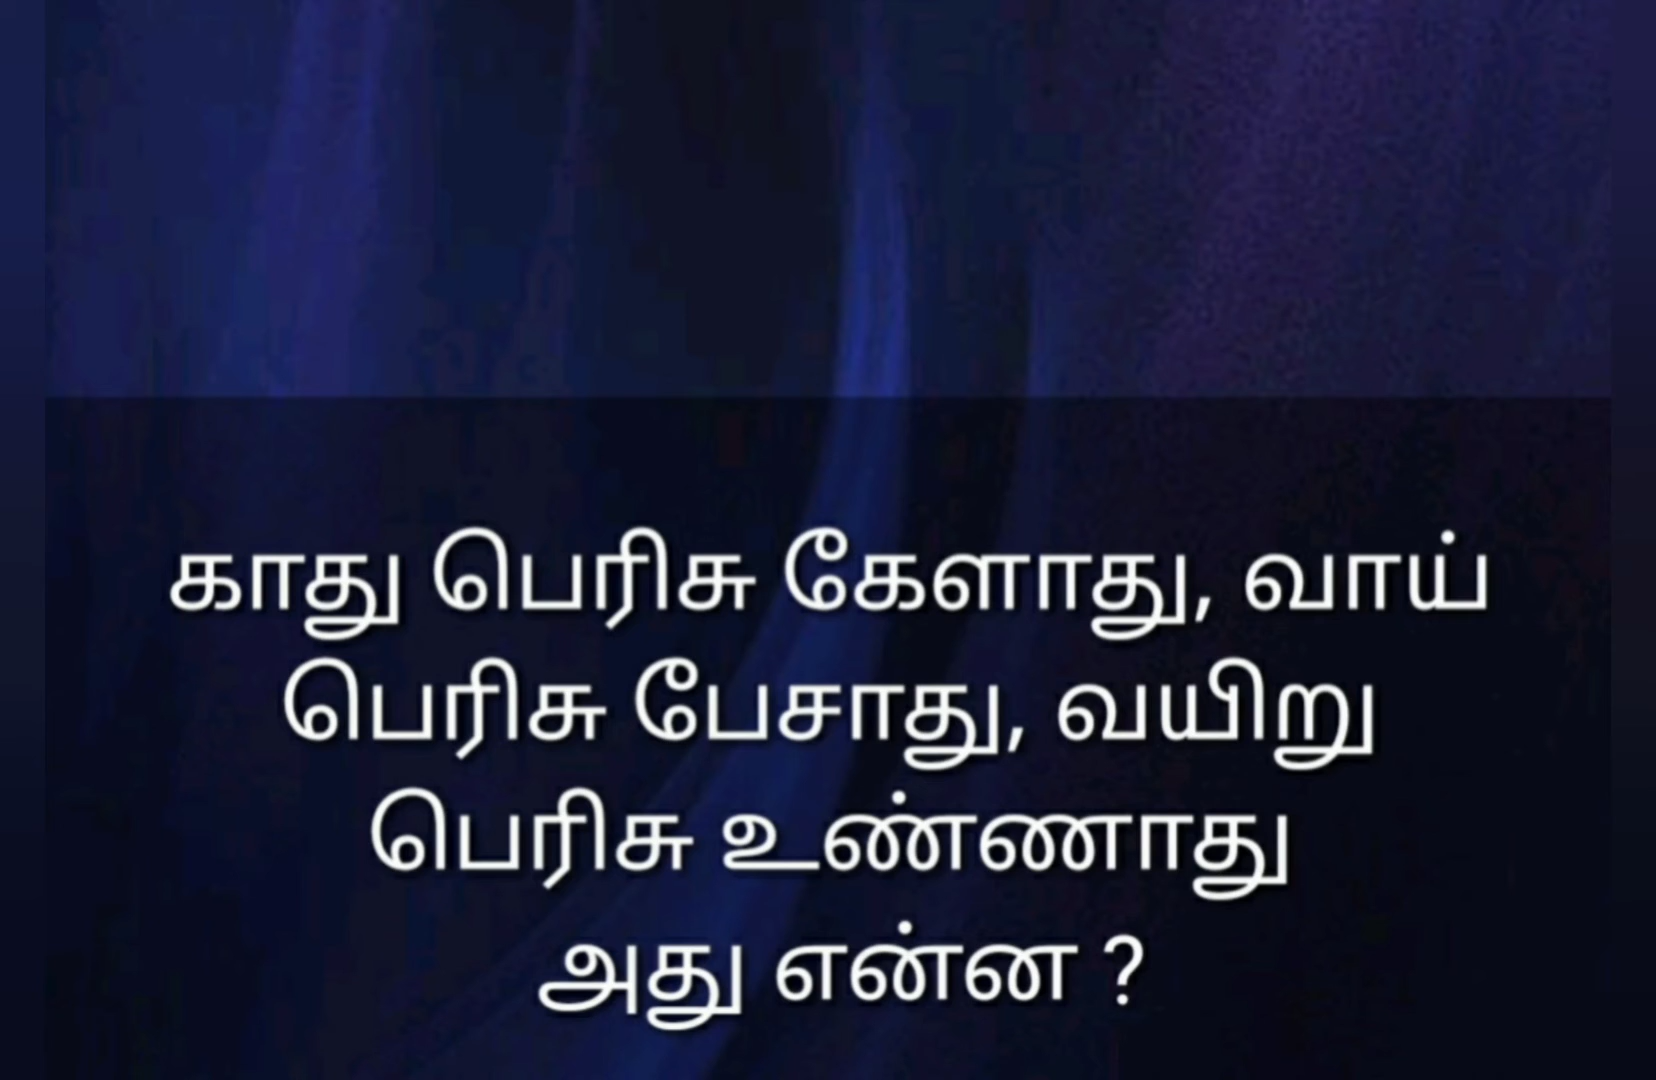 காது பெரிசு கேளாது, வாய்
பெரிசு பேசாது, வயிறு
பெரிசு உண்ணாது
அது என்ன ?